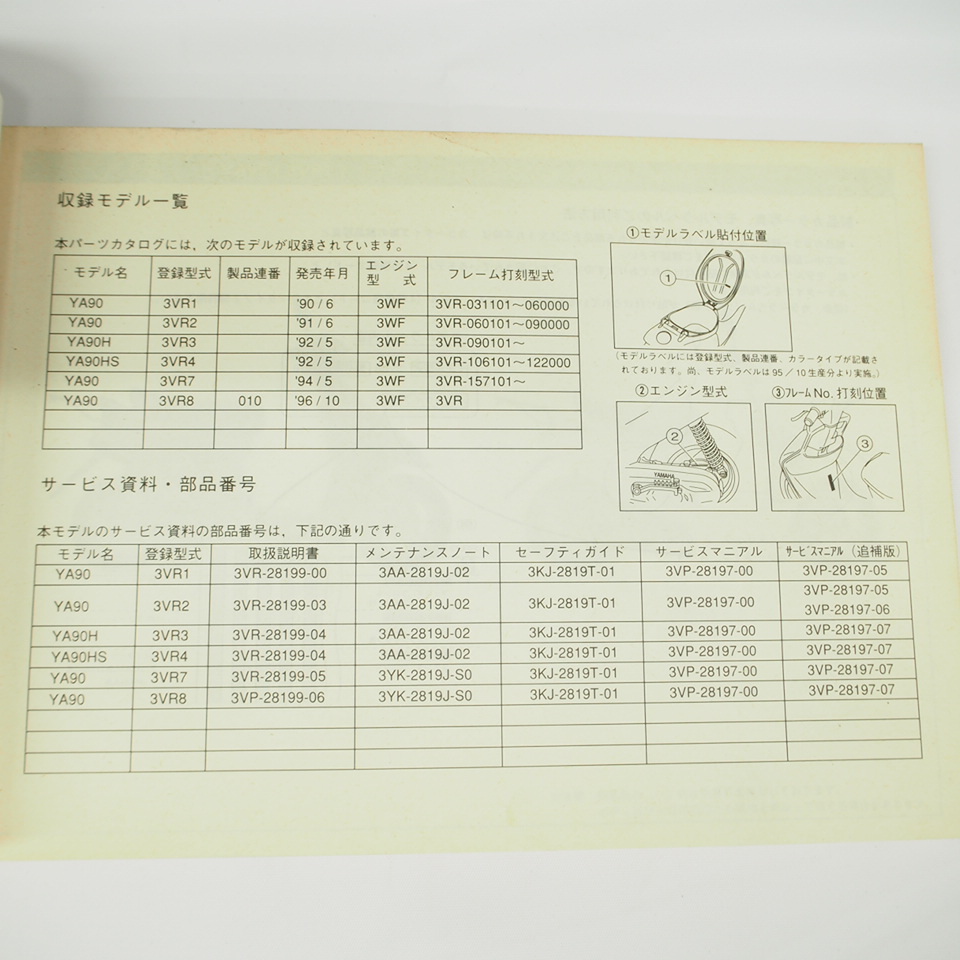 収録モデル一覧
本パーツカタログには，次のモデルが収録されています。
モデル名 登録型式 製品連番 発売年月 エンジン型式 フレーム打刻型式
YA90 3VR1 '90/6 3WF 3VR-031101〜060000
YA90 3VR2 '91/6 3WF 3VR-060101〜090000
YA90H 3VR3 '92/5 3WF 3VR-090101〜
YA90HS 3VR4 '92/5 3WF 3VR-106101〜122000
YA90 3VR7 '94/5 3WF 3VR-157101〜
YA90 3VR8 010 '96/10 3WF 3VR
①モデルラベル貼付位置
①
(モデルラベルには登録型式、製品連番、カラータイプが記載さ
れております。尚、モデルラベルは95／10生産分より実施。)
②エンジン型式
②
YAMAHA
③フレームNo.打刻位置
③
サービス資料・部品番号
本モデルのサービス資料の部品番号は，下記の通りです。
モデル名 登録型式 取扱説明書 メンテナンスノート セーフティガイド サービスマニアル サービスマニアル（追補版）
YA90 3VR1 3VR-28199-00 3AA-2819J-02 3KJ-2819T-01 3VP-28197-00 3VP-28197-05
YA90 3VR2 3VR-28199-03 3AA-2819J-02 3KJ-2819T-01 3VP-28197-00 3VP-28197-05
3VP-28197-06
YA90H 3VR3 3VR-28199-04 3AA-2819J-02 3KJ-2819T-01 3VP-28197-00 3VP-28197-07
YA90HS 3VR4 3VR-28199-04 3AA-2819J-02 3KJ-2819T-01 3VP-28197-00 3VP-28197-07
YA90 3VR7 3VR-28199-05 3YK-2819J-S0 3KJ-2819T-01 3VP-28197-00 3VP-28197-07
YA90 3VR8 3VP-28199-06 3YK-2819J-S0 3KJ-2819T-01 3VP-28197-00 3VP-28197-07